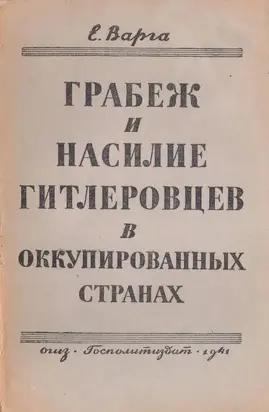 Е. Варга
ГРАБЕЖ
И
НАСИЛИЕ
ГИТЛЕРОВЦЕВ
В
ОККУПИРОВАННЫХ
СТРАНАХ
огиз · Госполитиздат · 1941